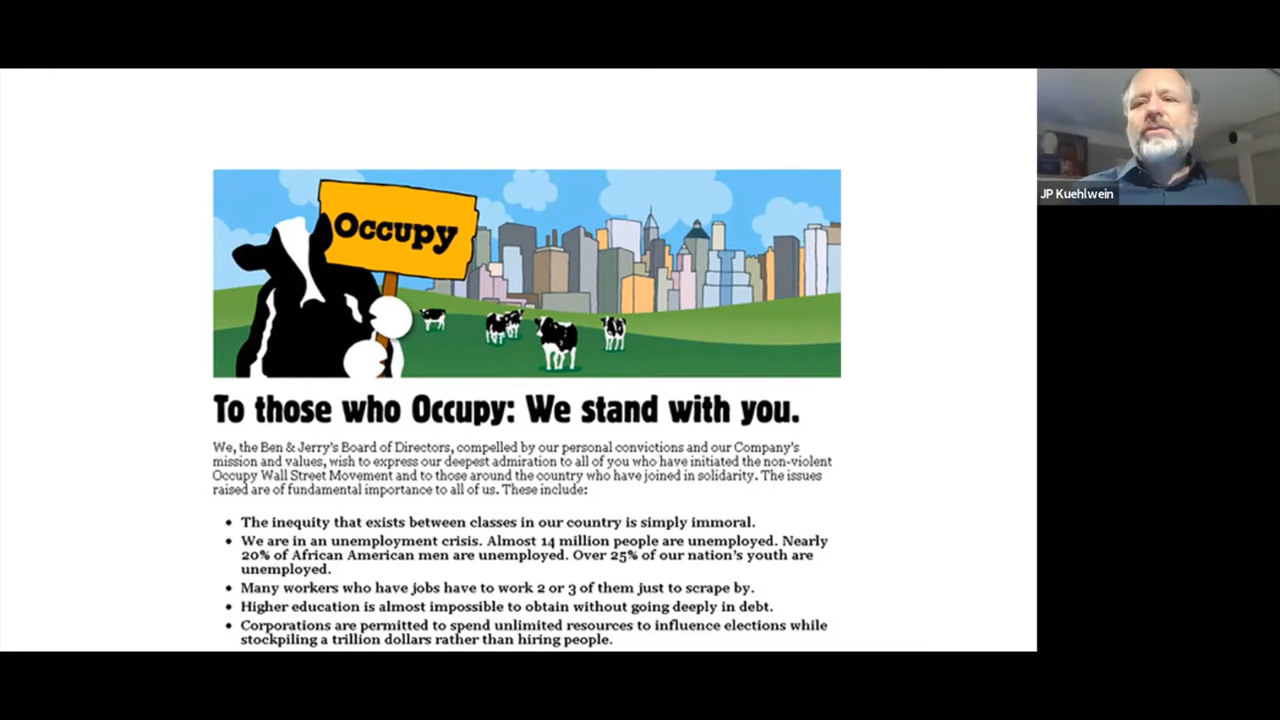 Occupy
JP Kuehlwein
To those who Occupy: We stand with you.
We, the Ben & Jerry's Board of Directors, compelled by our personal convictions and our Company's
mission and values, wish to express our deepest admiration to all of you who have initiated the non-violent
Occupy Wall Street Movement and to those around the country who have joined in solidarity. The issues
raised are of fundamental importance to all of us. These include:
• The inequity that exists between classes in our country is simply immoral.
• We are in an unemployment crisis. Almost 14 million people are unemployed. Nearly
20% of African American men are unemployed. Over 25% of our nation's youth are
unemployed.
• Many workers who have jobs have to work 2 or 3 of them just to scrape by.
• Higher education is almost impossible to obtain without going deeply in debt.
• Corporations are permitted to spend unlimited resources to influence elections while
stockpiling a trillion dollars rather than hiring people.